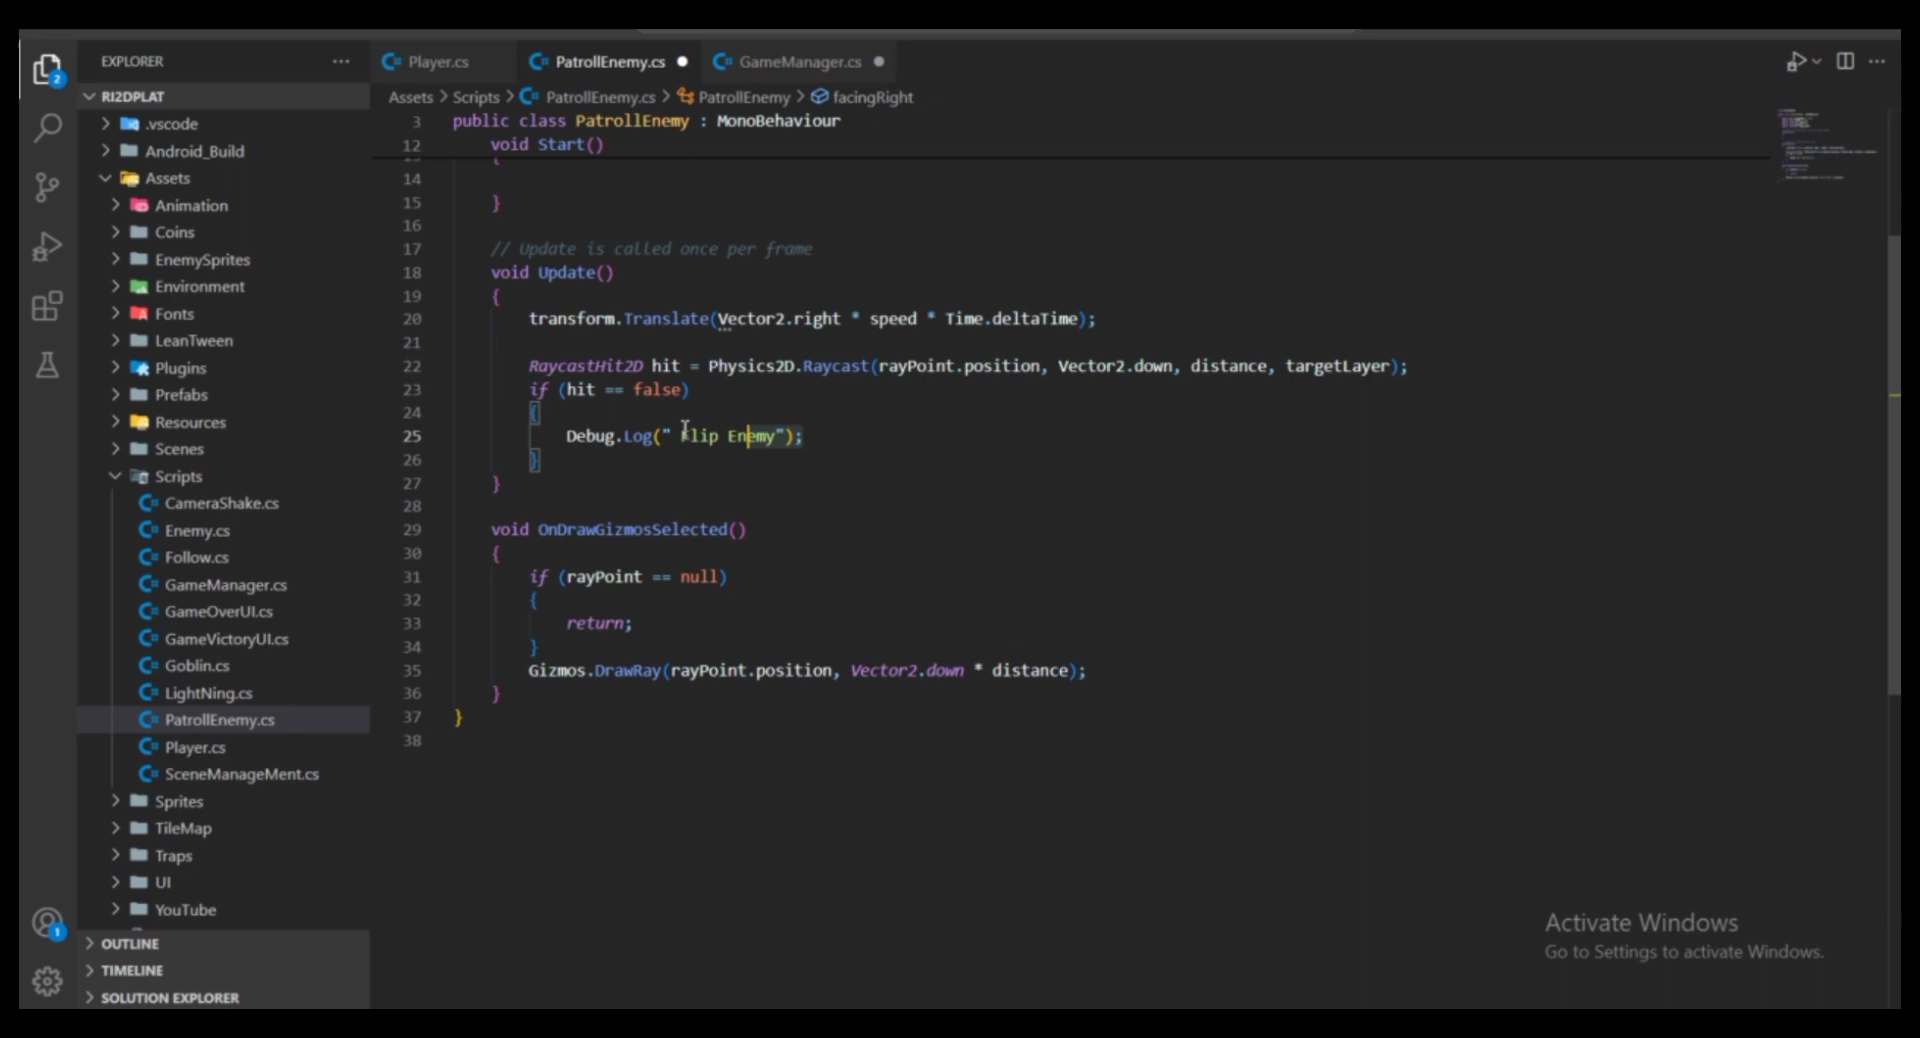 EXPLORER
Player.cs
PatrollEnemy.cs
GameManager.cs
RI2DPLAT
Assets > Scripts > PatrollEnemy.cs > PatrollEnemy > facingRight
.vscode
Android_Build
Assets
Animation
Coins
EnemySprites
Environment
Fonts
LeanTween
Plugins
Prefabs
Resources
Scenes
Scripts
CameraShake.cs
Enemy.cs
Follow.cs
GameManager.cs
GameOverUI.cs
GameVictoryUI.cs
Goblin.cs
LightNing.cs
PatrollEnemy.cs
Player.cs
SceneManageMent.cs
Sprites
TileMap
Traps
UI
YouTube
OUTLINE
TIMELINE
SOLUTION EXPLORER
2
1
3 public class PatrollEnemy : MonoBehaviour
12 void Start()
{
14
15 }
16
17 // Update is called once per frame
18 void Update()
19 {
20 transform.Translate(Vector2.right * speed * Time.deltaTime);
21
22 RaycastHit2D hit = Physics2D.Raycast(rayPoint.position, Vector2.down, distance, targetLayer);
23 if (hit == false)
24 {
25 Debug.Log(" Flip Enemy");
26 }
27 }
28
29 void OnDrawGizmosSelected()
30 {
31 if (rayPoint == null)
32 {
33 return;
34 }
35 Gizmos.DrawRay(rayPoint.position, Vector2.down * distance);
36 }
37 }
38
Activate Windows
Go to Settings to activate Windows.